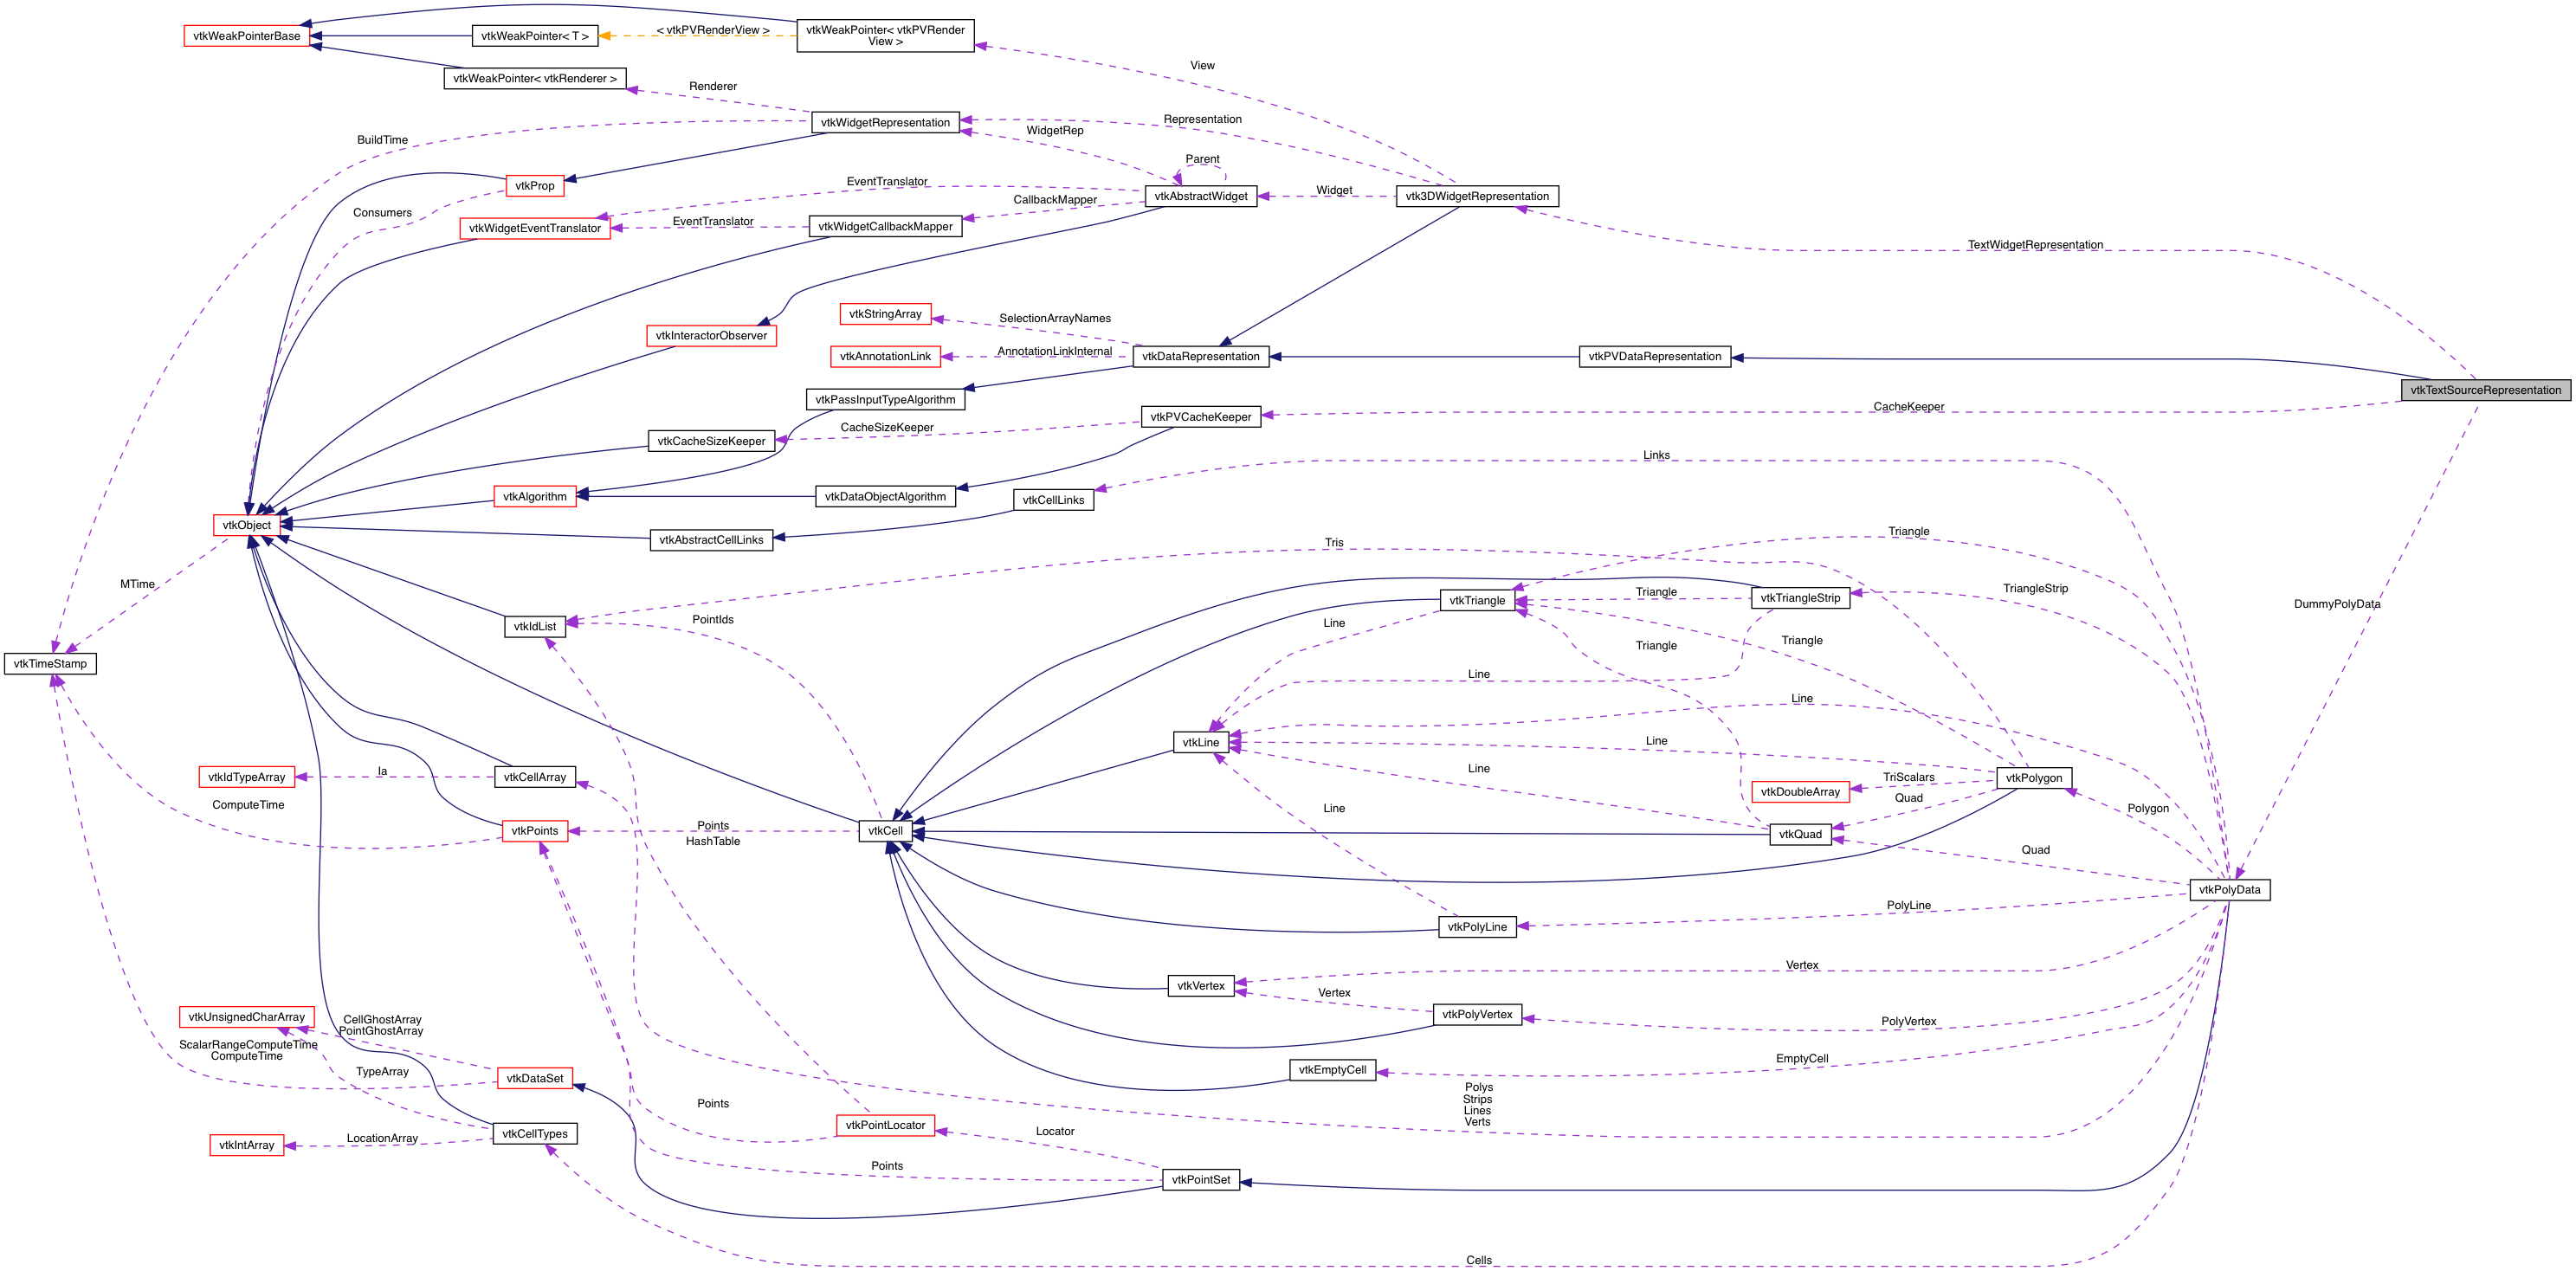 vtkWeakPointerBase
vtkWeakPointer< T >
< vtkPVRenderView >
vtkWeakPointer< vtkPVRender
View >
vtkWeakPointer< vtkRenderer >
View
Renderer
vtkWidgetRepresentation
Representation
WidgetRep
BuildTime
Parent
vtkProp
EventTranslator
vtkAbstractWidget
Widget
vtk3DWidgetRepresentation
Consumers
CallbackMapper
vtkWidgetEventTranslator
EventTranslator
vtkWidgetCallbackMapper
TextWidgetRepresentation
vtkStringArray
SelectionArrayNames
vtkInteractorObserver
vtkAnnotationLink
AnnotationLinkInternal
vtkDataRepresentation
vtkPVDataRepresentation
vtkTextSourceRepresentation
vtkPassInputTypeAlgorithm
CacheKeeper
vtkPVCacheKeeper
CacheSizeKeeper
vtkCacheSizeKeeper
Links
vtkAlgorithm
vtkDataObjectAlgorithm
vtkCellLinks
vtkObject
vtkAbstractCellLinks
Triangle
Tris
MTime
TriangleStrip
vtkTriangle
Triangle
vtkTriangleStrip
DummyPolyData
PointIds
vtkIdList
Line
Triangle
Triangle
vtkTimeStamp
Line
Line
vtkLine
Line
vtkIdTypeArray
Ia
vtkCellArray
Line
TriScalars
vtkPolygon
vtkDoubleArray
Quad
ComputeTime
Line
Polygon
vtkPoints
Points
HashTable
vtkCell
vtkQuad
Quad
vtkPolyData
PolyLine
vtkPolyLine
Vertex
vtkVertex
Vertex
vtkUnsignedCharArray
CellGhostArray
PointGhostArray
vtkPolyVertex
PolyVertex
ScalarRangeComputeTime
ComputeTime
TypeArray
vtkDataSet
vtkEmptyCell
EmptyCell
Polys
Strips
Lines
Verts
Points
vtkPointLocator
Locator
vtkIntArray
LocationArray
vtkCellTypes
Points
vtkPointSet
Cells